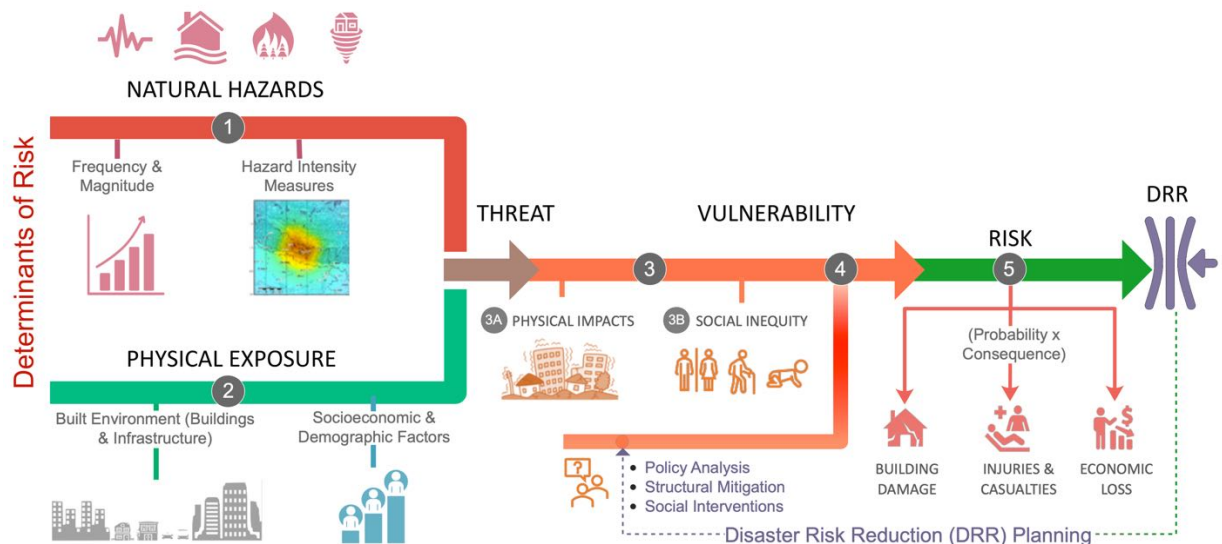 NATURAL HAZARDS
1
Frequency &
Magnitude
Hazard Intensity
Measures
Determinants of Risk
THREAT
VULNERABILITY
RISK
DRR
3
4
5
3A PHYSICAL IMPACTS
3B SOCIAL INEQUITY
(Probability x
Consequence)
PHYSICAL EXPOSURE
2
Built Environment (Buildings
& Infrastructure)
Socioeconomic &
Demographic Factors
?
• Policy Analysis
• Structural Mitigation
• Social Interventions
$
BUILDING
DAMAGE
INJURIES &
CASUALTIES
ECONOMIC
LOSS
Disaster Risk Reduction (DRR) Planning